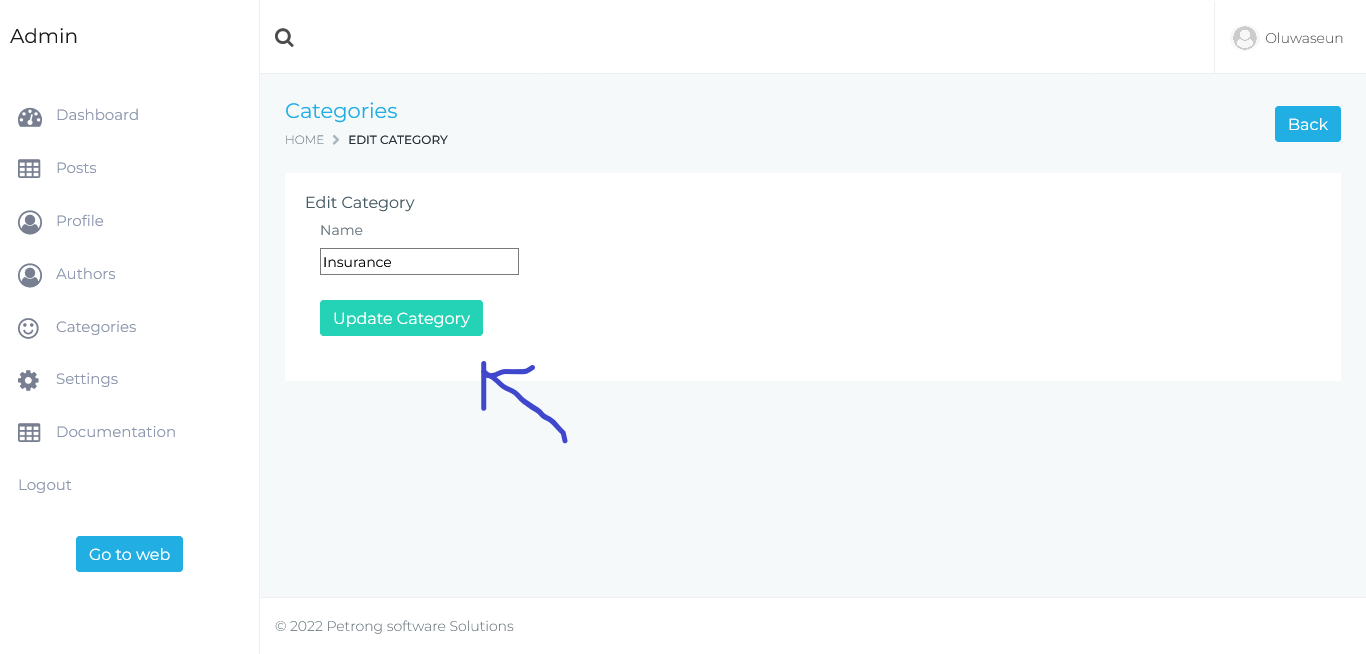 Admin
Oluwaseun
Dashboard
Posts
Profile
Authors
Categories
Settings
Documentation
Logout
Go to web
Categories
HOME EDIT CATEGORY
Back
Edit Category
Name
Insurance
Update Category
© 2022 Petrong software Solutions